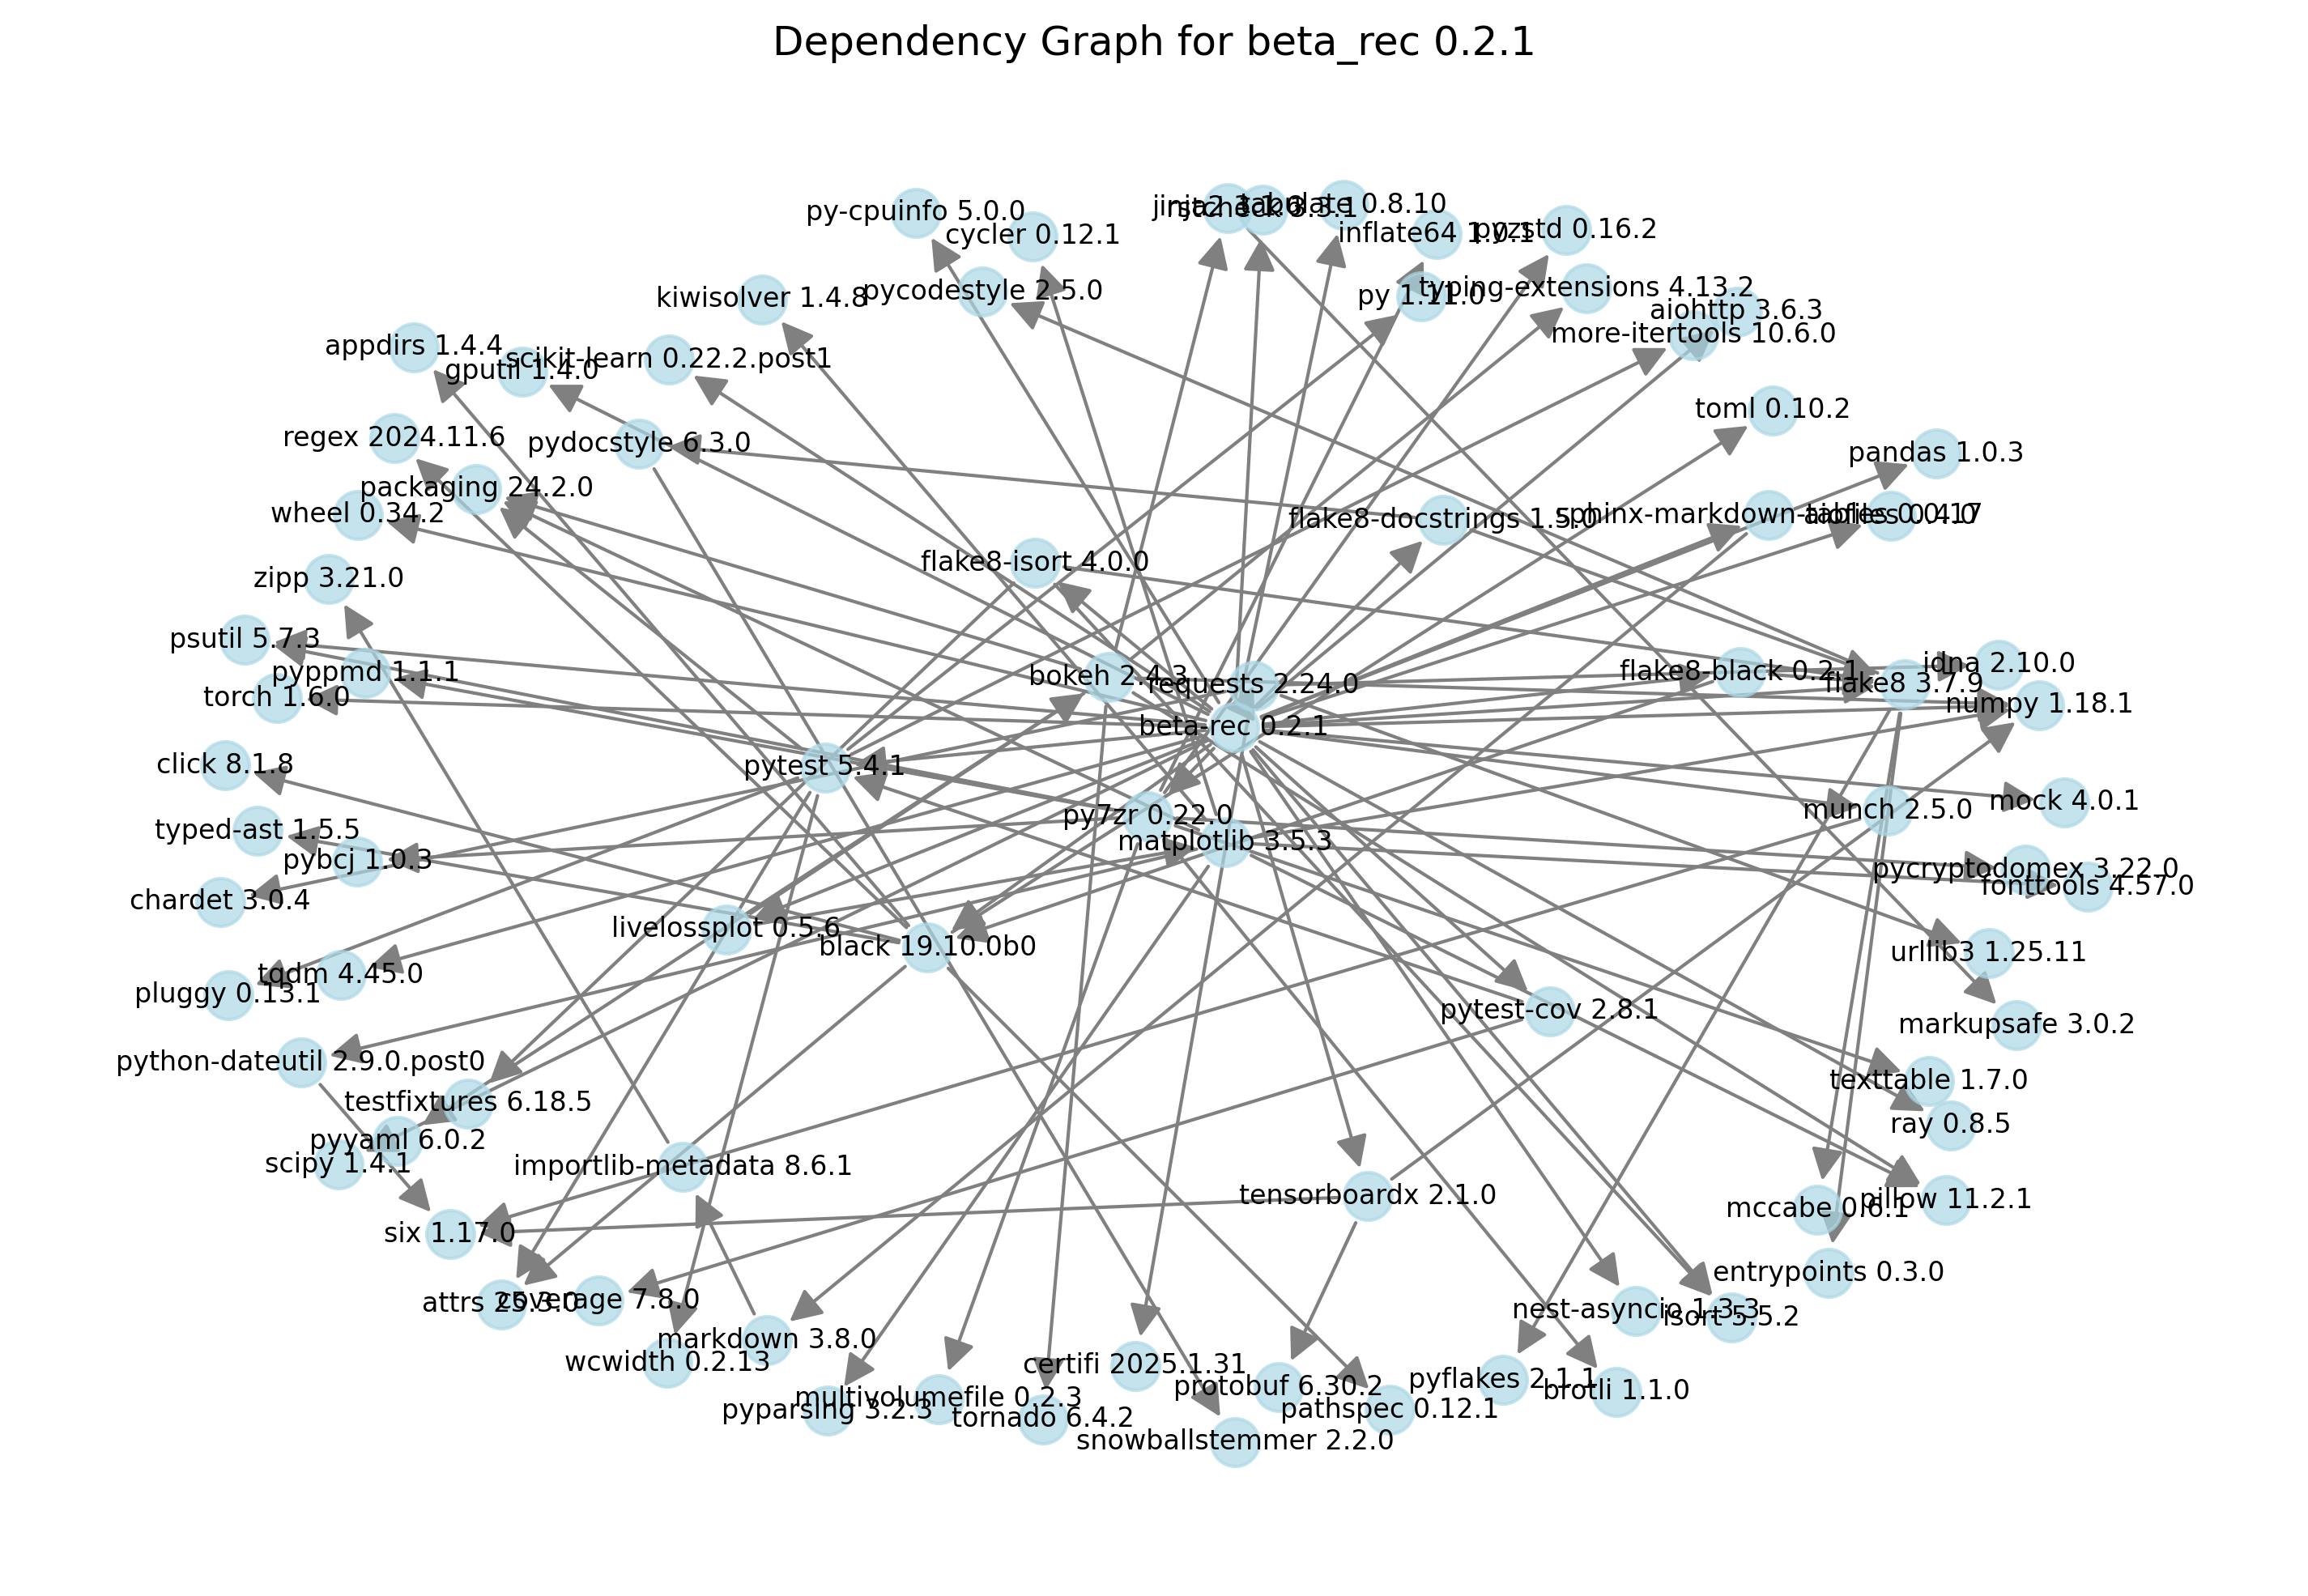 Dependency Graph for beta_rec 0.2.1
py-cpuinfo 5.0.0
jinja2 3.1.6
njtcheck 3.3.1
tabulate 0.8.10
cycler 0.12.1
inflate64 1.0.1
pyzstd 0.16.2
kiwisolver 1.4.8
pycodestyle 2.5.0
py 1.11.0
typing-extensions 4.13.2
aiohttp 3.6.3
more-itertools 10.6.0
appdirs 1.4.4
gputil 1.4.0
scikit-learn 0.22.2.post1
toml 0.10.2
regex 2024.11.6
pydocstyle 6.3.0
pandas 1.0.3
packaging 24.2.0
wheel 0.34.2
flake8-docstrings 1.5.0
sphinx-markdown-tables 0.0.17
aiofiles 0.4.0
flake8-isort 4.0.0
zipp 3.21.0
psutil 5.7.3
pyppmd 1.1.1
torch 1.6.0
bokeh 2.4.3
requests 2.24.0
flake8-black 0.2.1
flake8 3.7.9
idna 2.10.0
numpy 1.18.1
beta-rec 0.2.1
click 8.1.8
pytest 5.4.1
typed-ast 1.5.5
py7zr 0.22.0
munch 2.5.0
mock 4.0.1
pybcj 1.0.3
matplotlib 3.5.3
pycryptodomex 3.22.0
fonttools 4.57.0
chardet 3.0.4
livelossplot 0.5.6
black 19.10.0b0
urllib3 1.25.11
tqdm 4.45.0
pluggy 0.13.1
pytest-cov 2.8.1
markupsafe 3.0.2
python-dateutil 2.9.0.post0
testfixtures 6.18.5
texttable 1.7.0
ray 0.8.5
pyyaml 6.0.2
scipy 1.4.1
importlib-metadata 8.6.1
tensorboardx 2.1.0
mccabe 0.6.1
pillow 11.2.1
six 1.17.0
entrypoints 0.3.0
attrs 25.3.0
coverage 7.8.0
nest-asyncio 1.3.3
isort 5.5.2
markdown 3.8.0
wcwidth 0.2.13
certifi 2025.1.31
protobuf 6.30.2
pyflakes 2.1.1
brotli 1.1.0
multivolumefile 0.2.3
pyparsing 3.2.3
tornado 6.4.2
pathspec 0.12.1
snowballstemmer 2.2.0